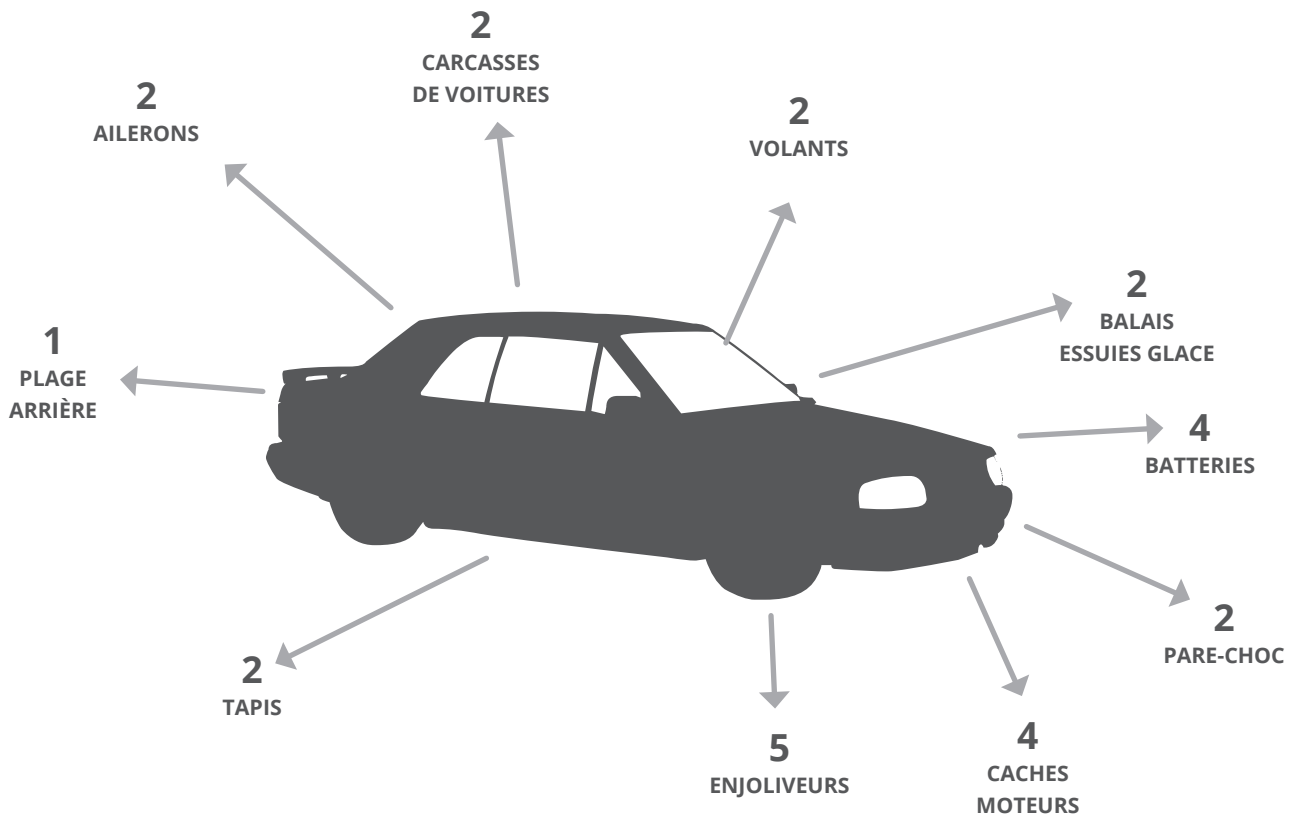 2
CARCASSES
DE VOITURES
2
AILERONS
2
VOLANTS
2
BALAIS
ESSUIES GLACE
1
PLAGE
ARRIÈRE
4
BATTERIES
2
PARE-CHOC
2
TAPIS
5
ENJOLIVEURS
4
CACHES
MOTEURS